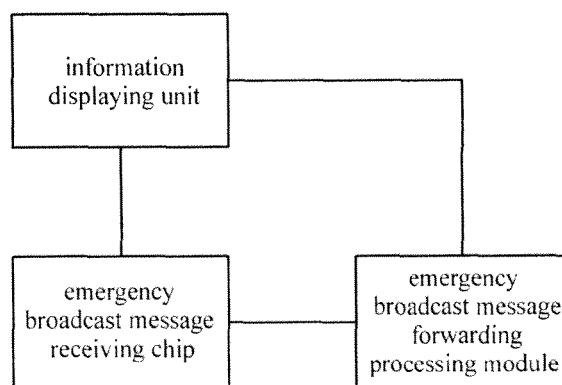 information
displaying unit
emergency
broadcast message
receiving chip
emergency
broadcast message
forwarding
processing module